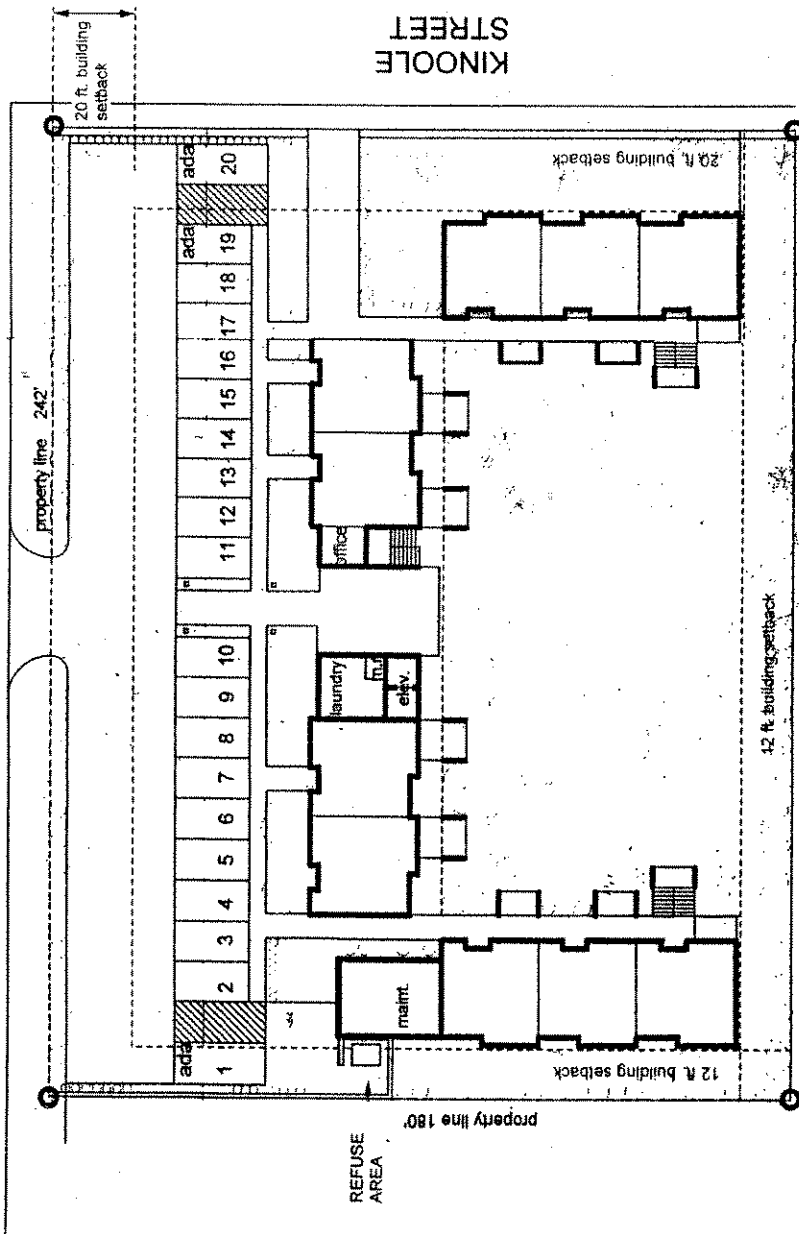 20 ft. building
setback
KINOOLE
STREET
property line 242'
ada
1
2
3
4
5
6
7
8
9
10
11
12
13
14
15
16
17
18
ada
19
ada
20
20 ft. building setback
office
laundry
elev.
maint.
REFUSE
AREA
12 ft. building setback
12 ft. building setback
property line 180'